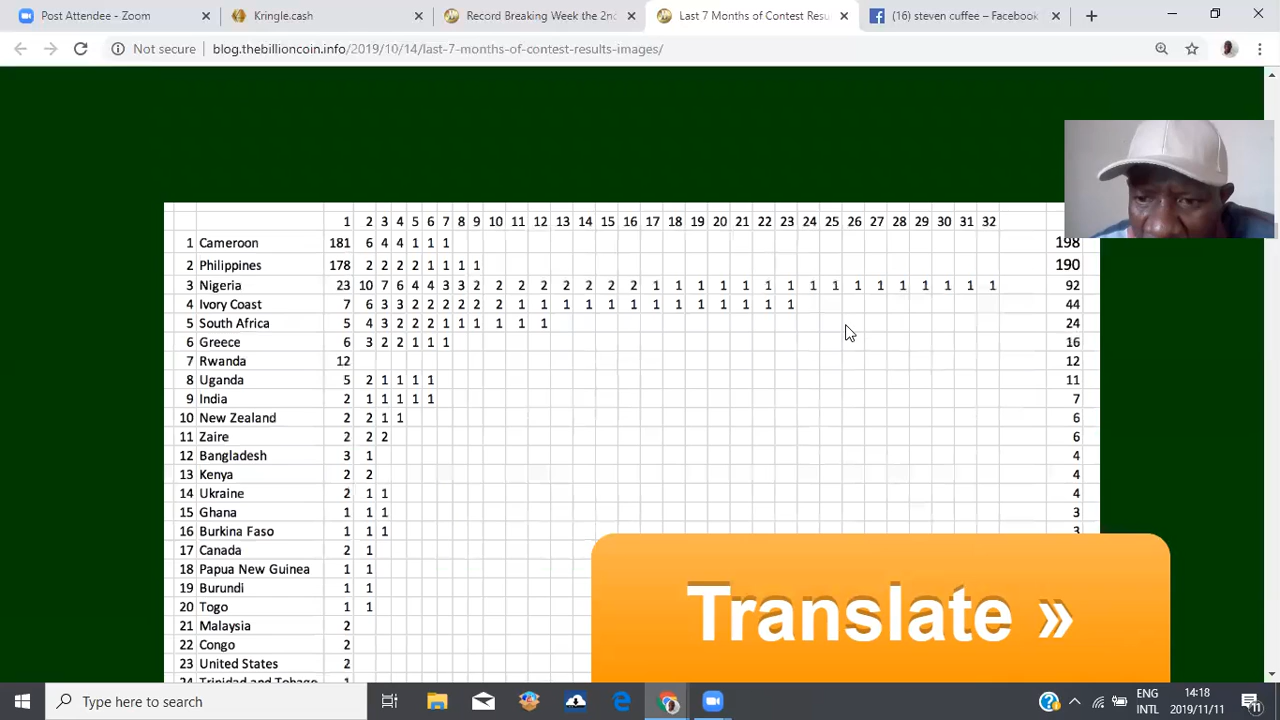 Post Attendee - Zoom
Kringle.cash
Record Breaking Week the 2nd
Last 7 Months of Contest Resu
(16) steven cuffee – Facebook
Not secure
blog.thebillioncoin.info/2019/10/14/last-7-months-of-contest-results-images/
1 2 3 4 5 6 7 8 9 10 11 12 13 14 15 16 17 18 19 20 21 22 23 24 25 26 27 28 29 30 31 32
1 Cameroon 181 6 4 4 1 1 1 198
2 Philippines 178 2 2 2 2 1 1 1 1 190
3 Nigeria 23 10 7 6 4 4 3 3 2 2 2 2 2 2 2 2 1 1 1 1 1 1 1 1 1 1 1 1 1 1 1 1 92
4 Ivory Coast 7 6 3 3 2 2 2 2 2 2 1 1 1 1 1 1 1 1 1 1 1 1 1 44
5 South Africa 5 4 3 2 2 2 1 1 1 1 1 1 24
6 Greece 6 3 2 2 1 1 1 16
7 Rwanda 12 12
8 Uganda 5 2 1 1 1 1 11
9 India 2 1 1 1 1 1 7
10 New Zealand 2 2 1 1 6
11 Zaire 2 2 2 6
12 Bangladesh 3 1 4
13 Kenya 2 2 4
14 Ukraine 2 1 1 4
15 Ghana 1 1 1 3
16 Burkina Faso 1 1 1 3
17 Canada 2 1
18 Papua New Guinea 1 1
19 Burundi 1 1
20 Togo 1 1
21 Malaysia 2
22 Congo 2
23 United States 2
24 Trinidad and Tobago 1
Translate »
Type here to search
ENG
INTL
14:18
2019/11/11
11